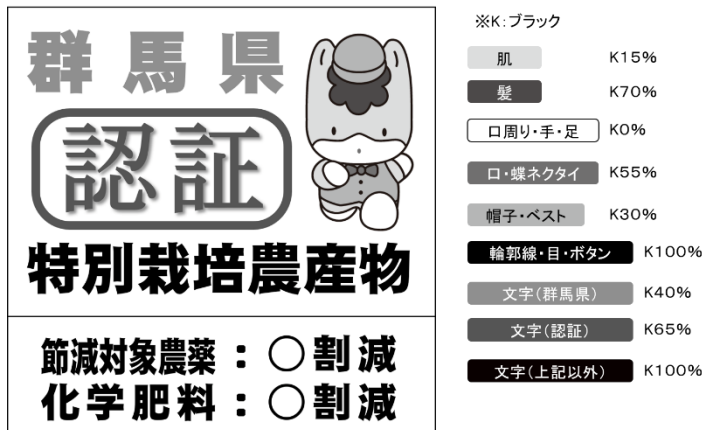 群馬県
認証
特別栽培農産物
節減対象農薬：○割減
化学肥料：○割減
※K：ブラック
肌 K15%
髪 K70%
口周り・手・足 K0%
口・蝶ネクタイ K55%
帽子・ベスト K30%
輪郭線・目・ボタン K100%
文字（群馬県） K40%
文字（認証） K65%
文字（上記以外） K100%